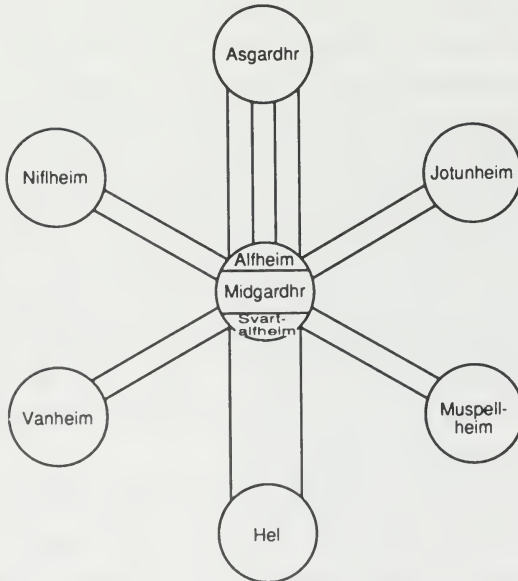 Asgardhr
Niflheim
Jotunheim
Alfheim
Midgardhr
Svart-
alfheim
Vanheim
Muspell-
heim
Hel